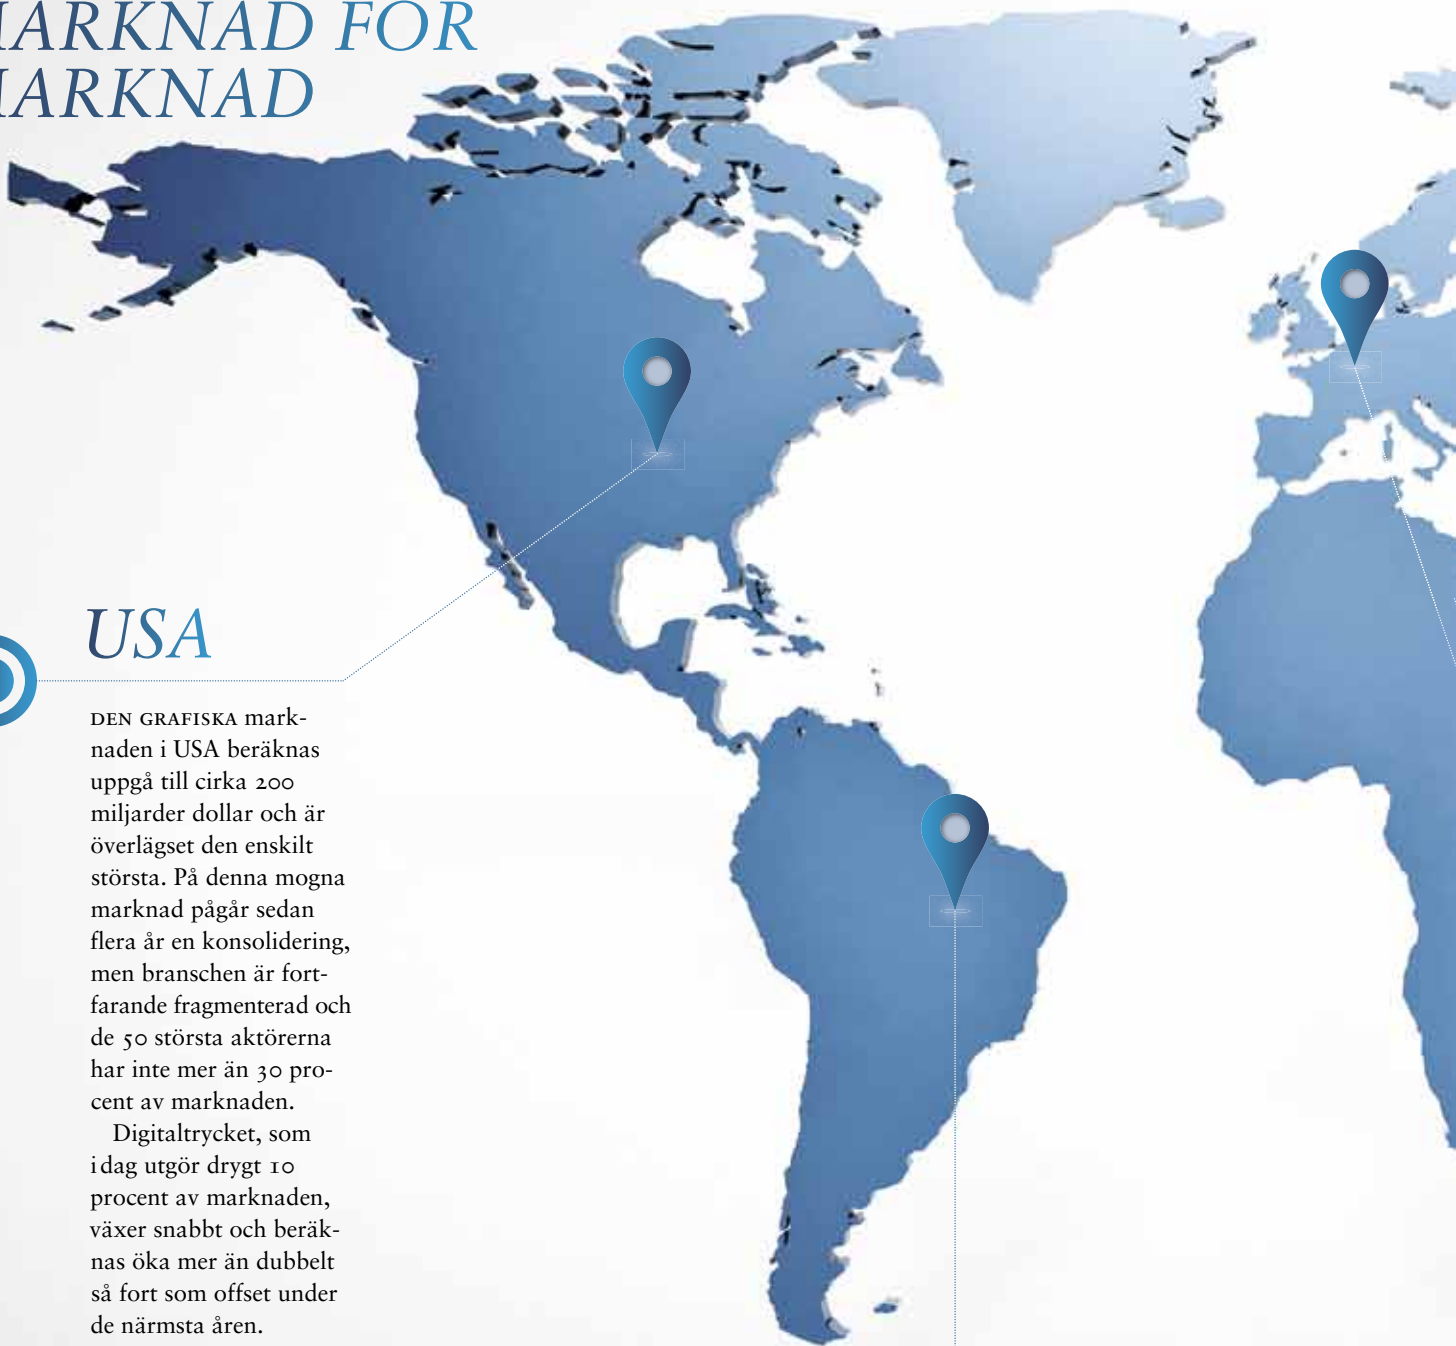 MARKNAD FÖR
MARKNAD
USA
DEN GRAFISKA mark-
naden i USA beräknas
uppgå till cirka 200
miljarder dollar och är
överlägset den enskilt
största. På denna mogna
marknad pågår sedan
flera år en konsolidering,
men branschen är fort-
farande fragmenterad och
de 50 största aktörerna
har inte mer än 30 pro-
cent av marknaden.
Digitaltrycket, som
idag utgör drygt 10
procent av marknaden,
växer snabbt och beräk-
nas öka mer än dubbelt
så fort som offset under
de närmsta åren.